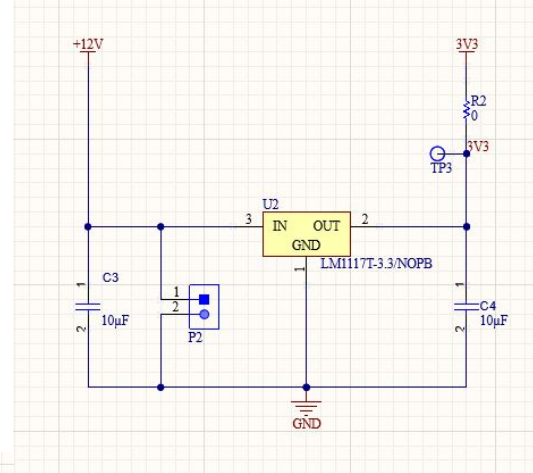 +12V
3V3
R2
0
3V3
TP3
U2
3
IN
OUT
2
GND
1
LM1117T-3.3/NOPB
1
C3
10µF
2
1
2
P2
1
C4
10µF
2
GND